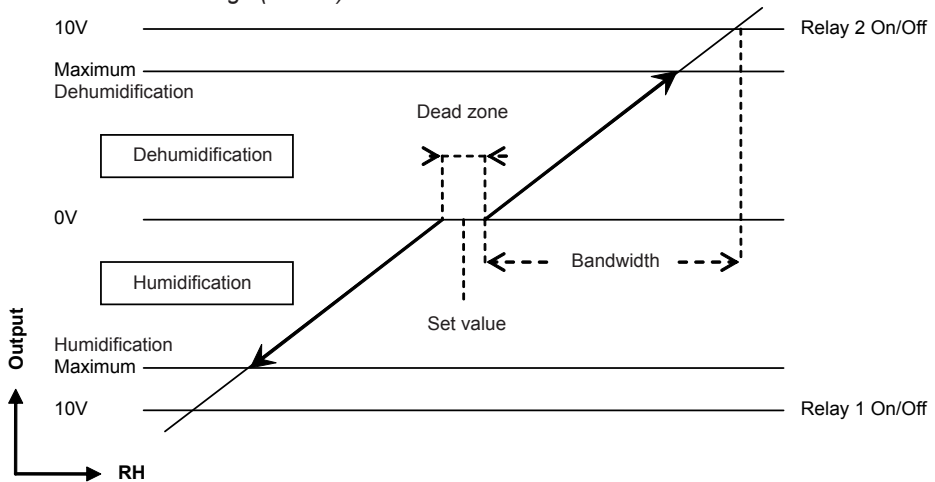 10V
Relay 2 On/Off
Maximum
Dehumidification
Dead zone
Dehumidification
0V
Bandwidth
Humidification
Set value
Humidification
Maximum
10V
Relay 1 On/Off
Output
RH